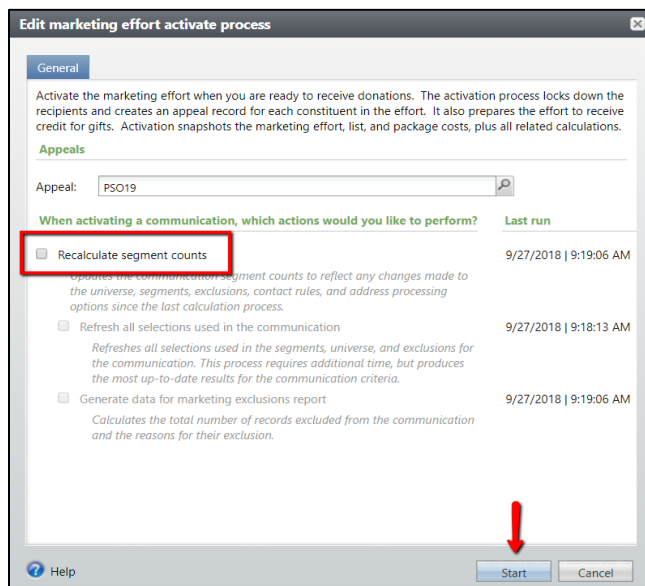 Edit marketing effort activate process
General
Activate the marketing effort when you are ready to receive donations. The activation process locks down the
recipients and creates an appeal record for each constituent in the effort. It also prepares the effort to receive
credit for gifts. Activation snapshots the marketing effort, list, and package costs, plus all related calculations.
Appeals
Appeal: PSO19
When activating a communication, which actions would you like to perform? Last run
Recalculate segment counts 9/27/2018 | 9:19:06 AM
Updates the communication segment counts to reflect any changes made to
the universe, segments, exclusions, contact rules, and address processing
options since the last calculation process.
Refresh all selections used in the communication 9/27/2018 | 9:18:13 AM
Refreshes all selections used in the segments, universe, and exclusions for
the communication. This process requires additional time, but produces
the most up-to-date results for the communication criteria.
Generate data for marketing exclusions report 9/27/2018 | 9:19:06 AM
Calculates the total number of records excluded from the communication
and the reasons for their exclusion.
Help Start Cancel